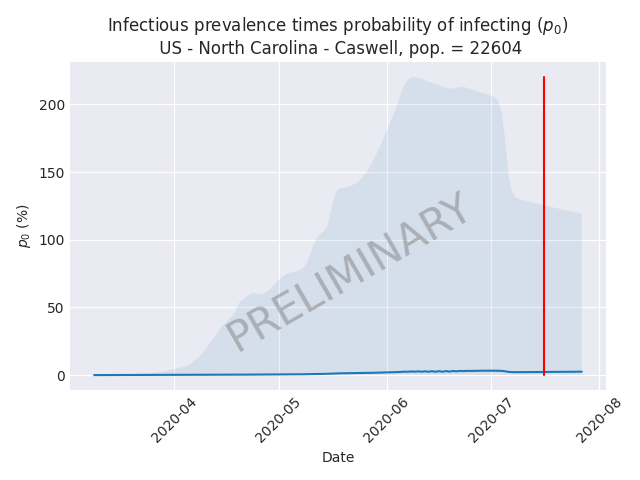 Infectious prevalence times probability of infecting (p₀)
US - North Carolina - Caswell, pop. = 22604
200
150
100
50
0
p₀ (%)
PRELIMINARY
2020-04
2020-05
2020-06
2020-07
2020-08
Date